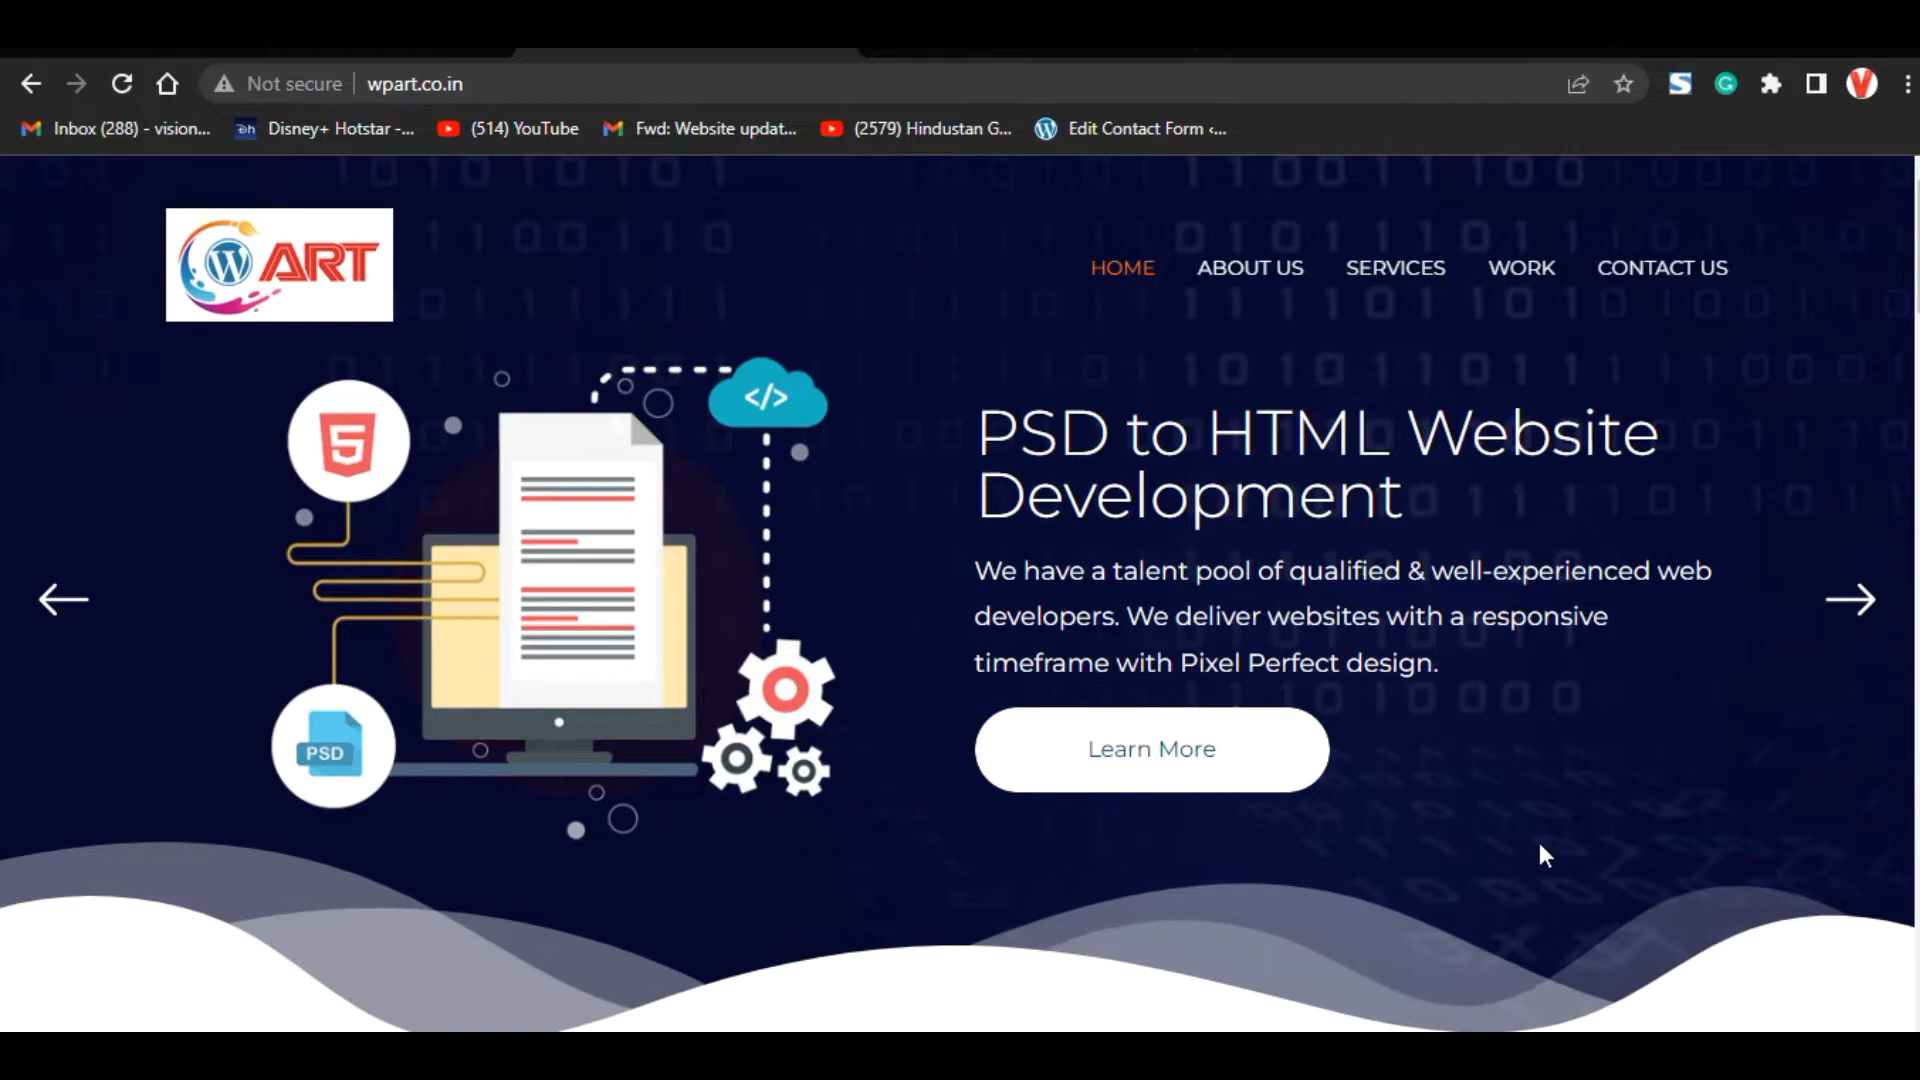 Not secure wpart.co.in
Inbox (288) - vision... Disney+ Hotstar -... (514) YouTube Fwd: Website updat... (2579) Hindustan G... Edit Contact Form ‹...
ART
HOME ABOUT US SERVICES WORK CONTACT US
PSD to HTML Website
Development
We have a talent pool of qualified & well-experienced web
developers. We deliver websites with a responsive
timeframe with Pixel Perfect design.
Learn More
PSD